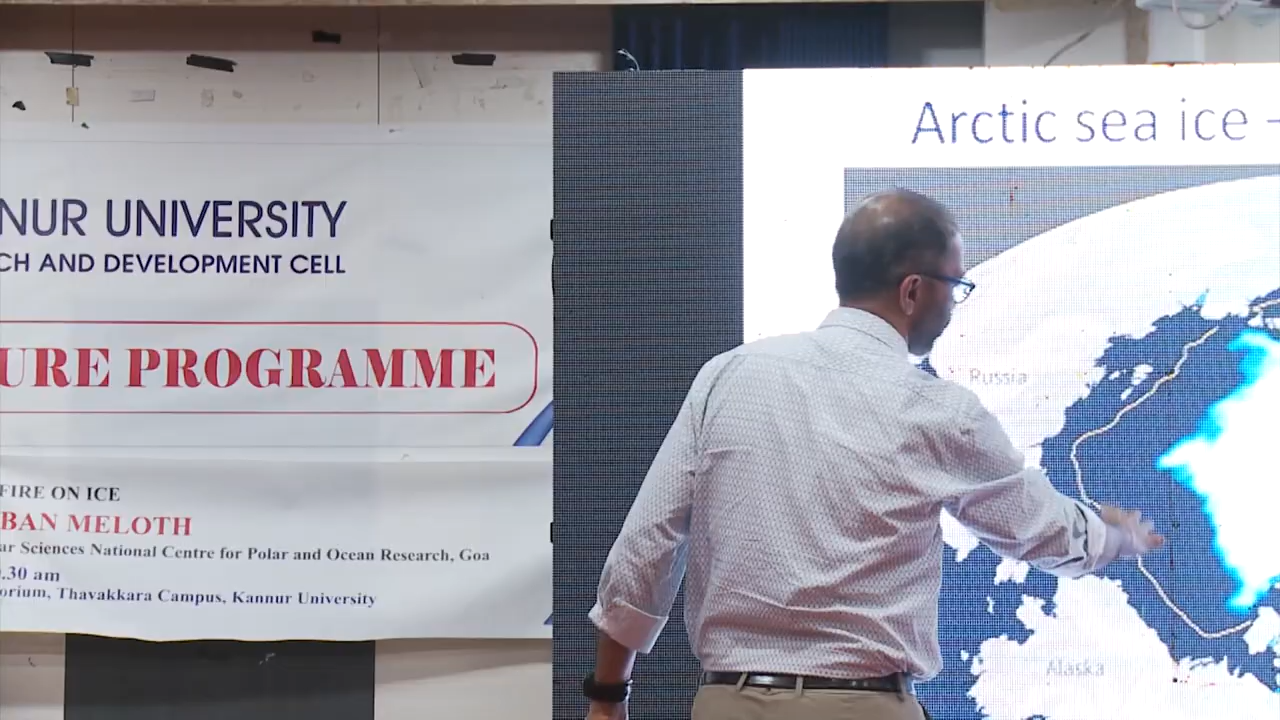 NUR UNIVERSITY
CH AND DEVELOPMENT CELL
URE PROGRAMME
FIRE ON ICE
BAN MELOTH
ar Sciences National Centre for Polar and Ocean Research, Goa
.30 am
orium, Thavakkara Campus, Kannur University
Arctic sea ice -
Russia
Alaska